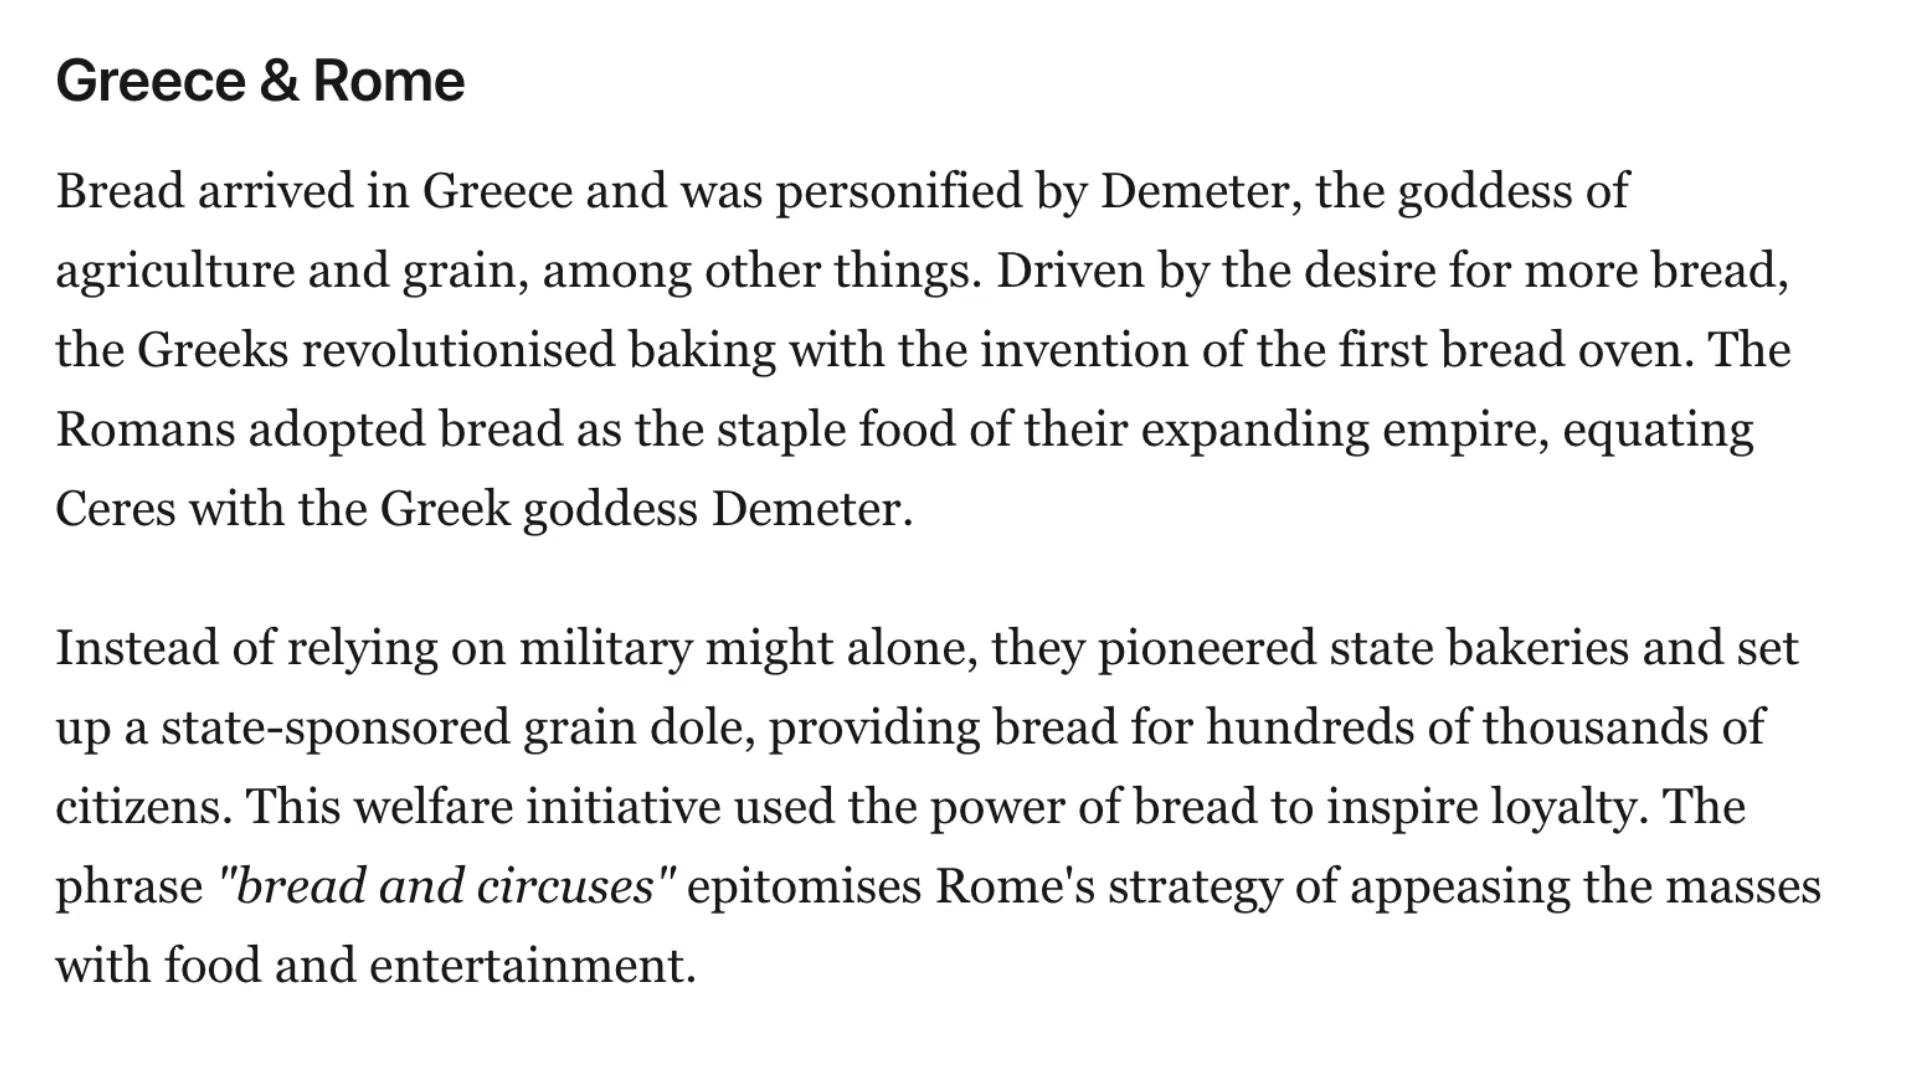 Greece & Rome
Bread arrived in Greece and was personified by Demeter, the goddess of
agriculture and grain, among other things. Driven by the desire for more bread,
the Greeks revolutionised baking with the invention of the first bread oven. The
Romans adopted bread as the staple food of their expanding empire, equating
Ceres with the Greek goddess Demeter.
Instead of relying on military might alone, they pioneered state bakeries and set
up a state-sponsored grain dole, providing bread for hundreds of thousands of
citizens. This welfare initiative used the power of bread to inspire loyalty. The
phrase "bread and circuses" epitomises Rome's strategy of appeasing the masses
with food and entertainment.